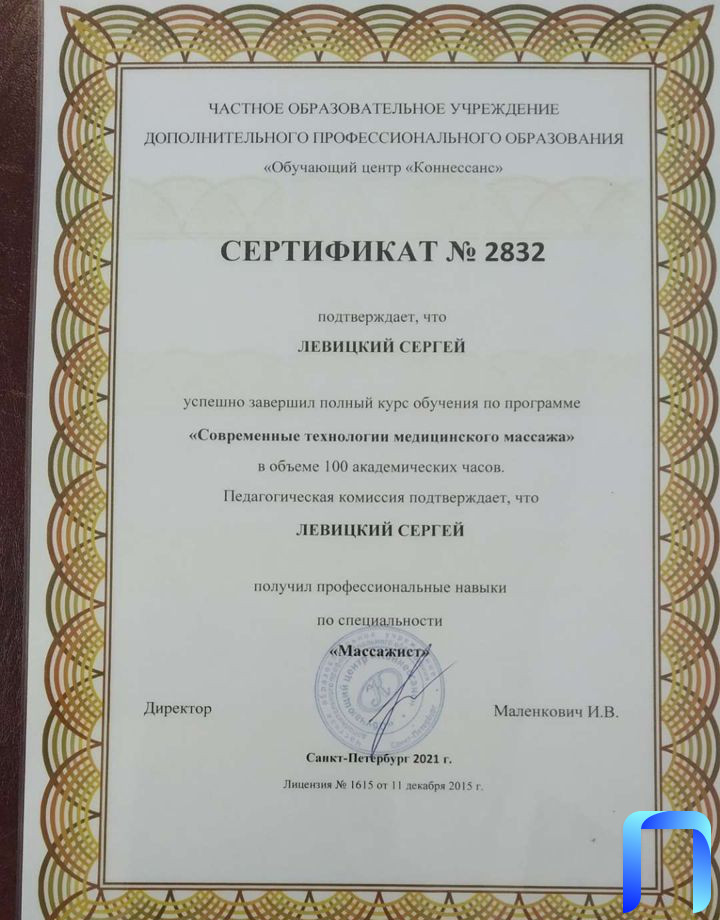 ЧАСТНОЕ ОБРАЗОВАТЕЛЬНОЕ УЧРЕЖДЕНИЕ
ДОПОЛНИТЕЛЬНОГО ПРОФЕССИОНАЛЬНОГО ОБРАЗОВАНИЯ
«Обучающий центр «Коннессанс»
СЕРТИФИКАТ № 2832
подтверждает, что
ЛЕВИЦКИЙ СЕРГЕЙ
успешно завершил полный курс обучения по программе
«Современные технологии медицинского массажа»
в объеме 100 академических часов.
Педагогическая комиссия подтверждает, что
ЛЕВИЦКИЙ СЕРГЕЙ
получил профессиональные навыки
по специальности
«Массажист»
Директор
Маленкович И.В.
Санкт-Петербург 2021 г.
Лицензия № 1615 от 11 декабря 2015 г.